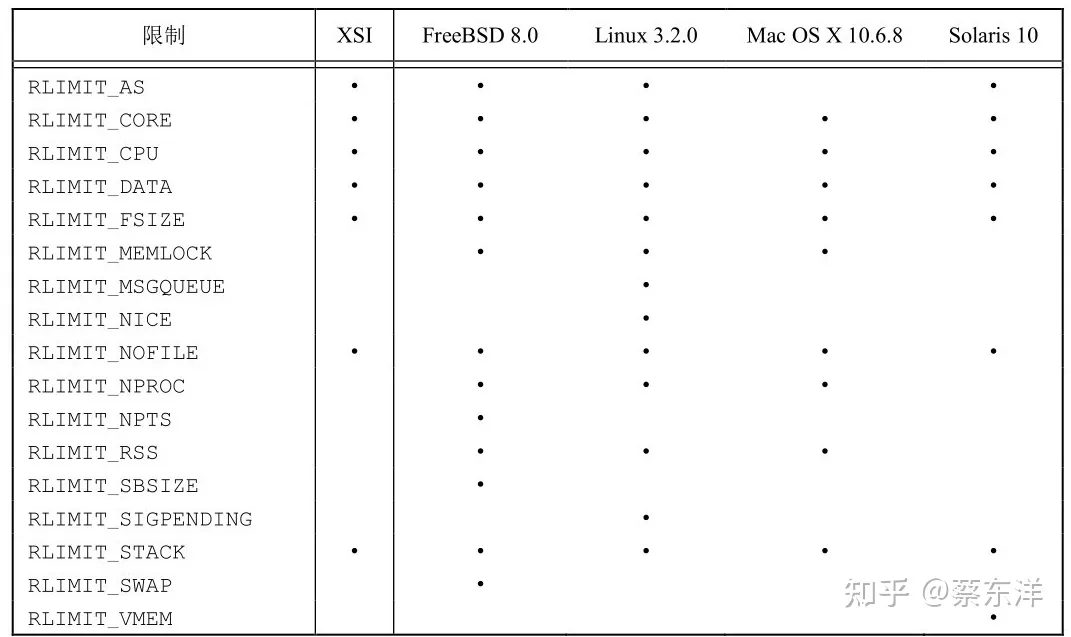 限制 XSI FreeBSD 8.0 Linux 3.2.0 Mac OS X 10.6.8 Solaris 10
RLIMIT_AS • • • •
RLIMIT_CORE • • • • •
RLIMIT_CPU • • • • •
RLIMIT_DATA • • • • •
RLIMIT_FSIZE • • • • •
RLIMIT_MEMLOCK • • •
RLIMIT_MSGQUEUE •
RLIMIT_NICE •
RLIMIT_NOFILE • • • • •
RLIMIT_NPROC • • •
RLIMIT_NPTS •
RLIMIT_RSS • • •
RLIMIT_SBSIZE •
RLIMIT_SIGPENDING •
RLIMIT_STACK • • • • •
RLIMIT_SWAP •
RLIMIT_VMEM •
知乎 @蔡东洋